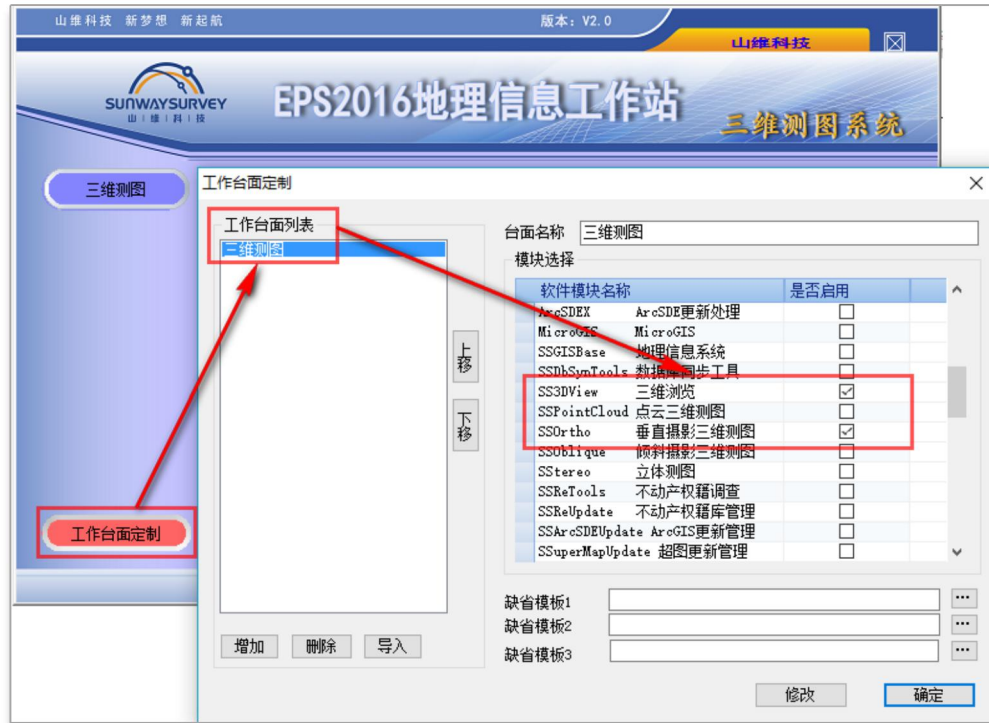 山维科技 新梦想 新起航
版本：V2.0
山维科技
SUNWAYSURVEY
山|维|科|技
EPS2016地理信息工作站
三维测图系统
三维测图
工作台面定制
工作台面定制
工作台面列表
三维测图
上移
下移
增加 删除 导入
台面名称 三维测图
模块选择
软件模块名称 是否启用
ArcSDEX ArcSDE更新处理
MicroGIS MicroGIS
SSGISBase 地理信息系统
SSDbSymTools 数据库同步工具
SS3DView 三维浏览
SSPointCloud 点云三维测图
SSOrtho 垂直摄影三维测图
SSOblique 倾斜摄影三维测图
SStereo 立体测图
SSReTools 不动产权籍调查
SSReUpdate 不动产权籍库管理
SSArcSDEUpdate ArcGIS更新管理
SSuperMapUpdate 超图更新管理
缺省模板1 ...
缺省模板2 ...
缺省模板3 ...
修改 确定